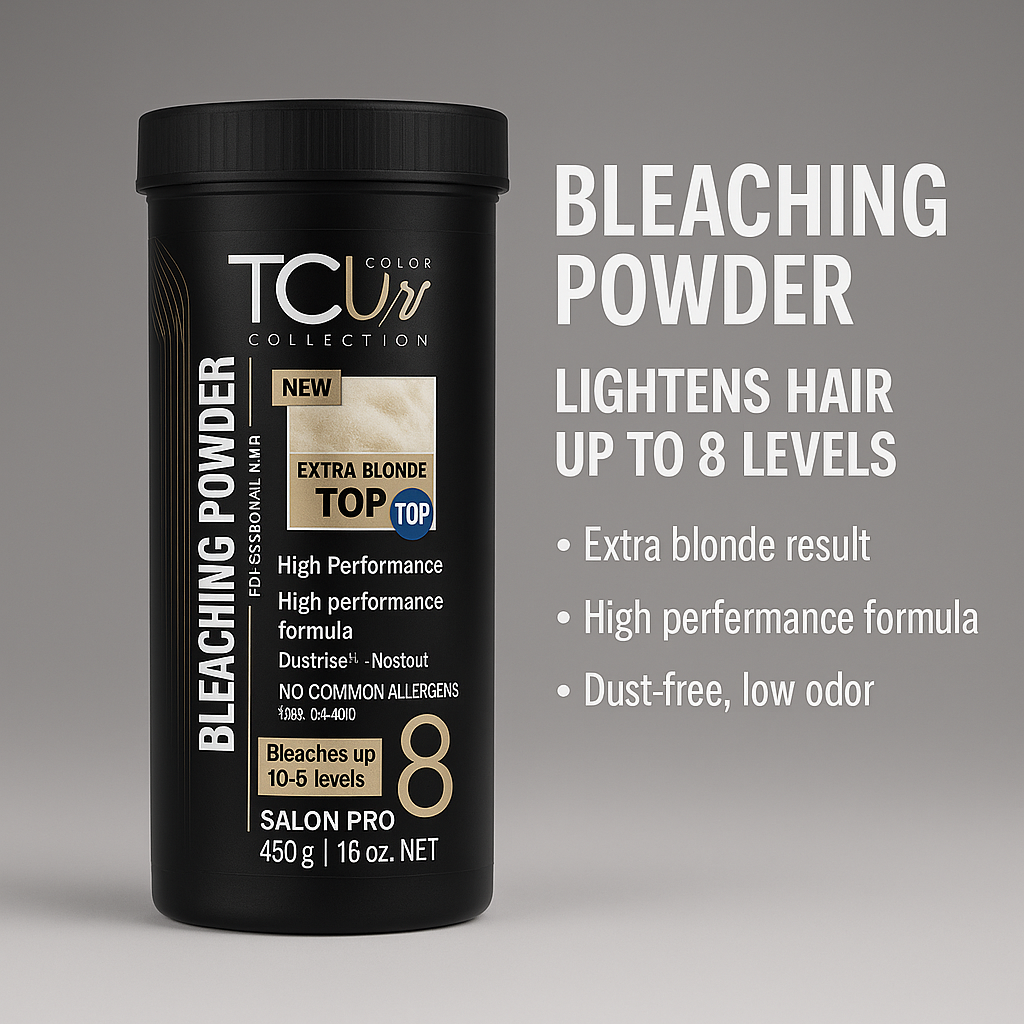 TCUr
COLOR
COLLECTION
BLEACHING POWDER
NEW
EXTRA BLONDE
TOP
TOP
High Performance
High performance
formula
-Nostout
NO COMMON ALLERGENS
Bleaches up
10-5 levels
8
SALON PRO
450 g | 16 oz. NET
BLEACHING
POWDER
LIGHTENS HAIR
UP TO 8 LEVELS
• Extra blonde result
• High perfermance formula
• Dust-free, low odor